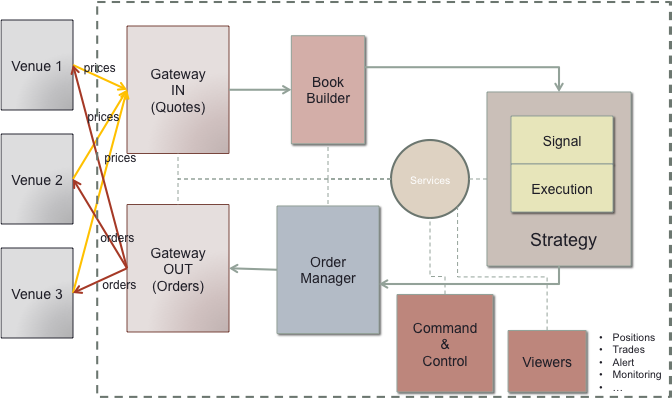 Venue 1
Venue 2
Venue 3
prices
prices
prices
orders
orders
Gateway
IN
(Quotes)
Gateway
OUT
(Orders)
Book
Builder
Order
Manager
Services
Signal
Execution
Strategy
Command
&
Control
Viewers
• Positions
• Trades
• Alert
• Monitoring
• ...